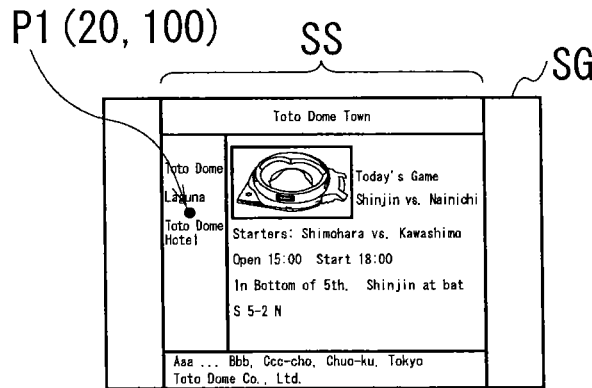 P1 (20, 100)
SS
SG
Toto Dome Town
Toto Dome
Laguna
Toto Dome
Hotel
Today's Game
Shinjin vs. Nainichi
Starters: Shimohara vs. Kawashima
Open 15:00 Start 18:00
In Bottom of 5th. Shinjin at bat
S 5-2 N
Aaa ... Bbb, Ccc-cho, Chuo-ku, Tokyo
Toto Dome Co., Ltd.